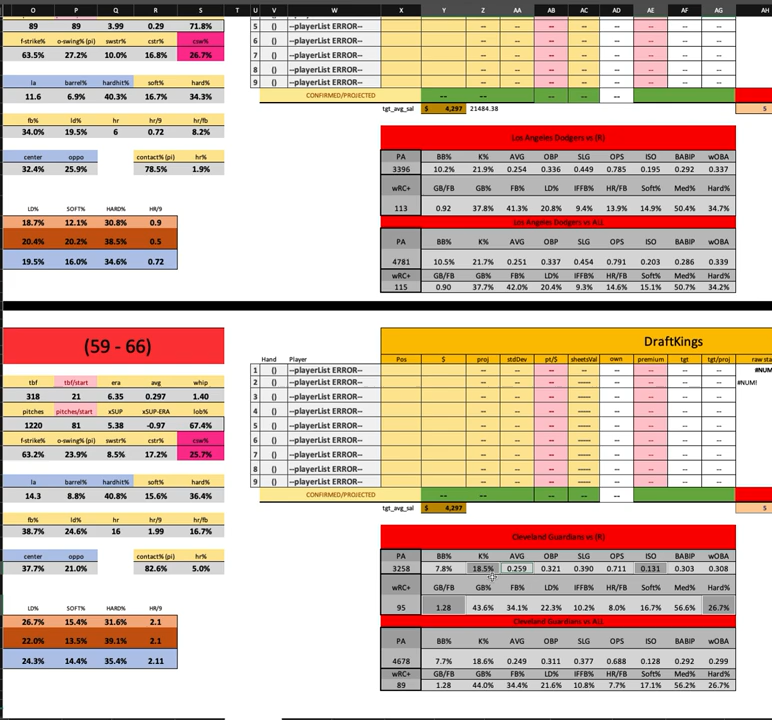 O P Q R S U V W X Y Z AA AB AC AD AE AF AG AH
89 89 3.99 0.29 71.8% 5 () --playerList ERROR-- -- -- -- -- -- -- --
f-strike% o-swing% (pi) swstr% cstr% csw% 6 () --playerList ERROR-- -- -- -- -- -- -- --
63.5% 27.2% 10.0% 16.8% 26.7% 7 () --playerList ERROR-- -- -- -- -- -- -- --
8 () --playerList ERROR-- -- -- -- -- -- -- --
la barrel% hardhit% soft% hard% 9 () --playerList ERROR-- -- -- -- -- -- -- --
11.6 6.9% 40.3% 16.7% 34.3% CONFIRMED/PROJECTED -- -- -- S
tgt_avg_sal $ 4,297 21484.38
fb% ld% hr hr/9 hr/fb
34.0% 19.5% 6 0.72 8.2% Los Angeles Dodgers vs (R)
center oppo contact% (pi) hr% PA BB% K% AVG OBP SLG OPS ISO BABIP wOBA
32.4% 25.9% 78.5% 1.9% 3396 10.2% 21.9% 0.254 0.336 0.449 0.785 0.195 0.292 0.337
wRC+ GB/FB GB% FB% LD% IFFB% HR/FB Soft% Med% Hard%
LD% SOFT% HARD% HR/9 113 0.92 37.8% 41.3% 20.8% 9.4% 13.9% 14.9% 50.4% 34.7%
18.7% 12.1% 30.8% 0.9 Los Angeles Dodgers vs ALL
20.4% 20.2% 38.5% 0.5 PA BB% K% AVG OBP SLG OPS ISO BABIP wOBA
19.5% 16.0% 34.6% 0.72 4781 10.5% 21.7% 0.251 0.337 0.454 0.791 0.203 0.286 0.339
wRC+ GB/FB GB% FB% LD% IFFB% HR/FB Soft% Med% Hard%
115 0.90 37.7% 42.0% 20.4% 9.3% 14.6% 15.1% 50.7% 34.2%
(59 - 66) DraftKings
Hand Player Pos $ proj stdDev pt/$ sheetsVal own premium tgt tgt/proj raw sta
1 () --playerList ERROR-- -- -- -- -- -- -- -- #NUM
tbf tbf/start era avg whip 2 () --playerList ERROR-- -- -- ----- -- -- -- -- #NUM!
318 21 6.35 0.297 1.40 3 () --playerList ERROR-- -- -- ----- -- -- -- --
pitches pitches/start xSUP xSUP-ERA lob% 4 () --playerList ERROR-- -- -- ----- -- -- -- --
1220 81 5.38 -0.97 67.4% 5 () --playerList ERROR-- -- -- ----- -- -- -- --
f-strike% o-swing% (pi) swstr% cstr% csw% 6 () --playerList ERROR-- -- -- ----- -- -- -- --
63.2% 23.9% 8.5% 17.2% 25.7% 7 () --playerList ERROR-- -- -- ----- -- -- -- --
8 () --playerList ERROR-- -- -- ----- -- -- -- --
la barrel% hardhit% soft% hard% 9 () --playerList ERROR-- -- -- ----- -- -- -- --
14.3 8.8% 40.8% 15.6% 36.4% CONFIRMED/PROJECTED -- -- -- S
tgt_avg_sal $ 4,297
fb% ld% hr hr/9 hr/fb
38.7% 24.6% 16 1.99 16.7% Cleveland Guardians vs (R)
center oppo contact% (pi) hr% PA BB% K% AVG OBP SLG OPS ISO BABIP wOBA
37.7% 21.0% 82.6% 5.0% 3258 7.8% 18.5% 0.259 0.321 0.390 0.711 0.131 0.303 0.308
wRC+ GB/FB GB% FB% LD% IFFB% HR/FB Soft% Med% Hard%
LD% SOFT% HARD% HR/9 95 1.28 43.6% 34.1% 22.3% 10.2% 8.0% 16.7% 56.6% 26.7%
26.7% 15.4% 31.6% 2.1 Cleveland Guardians vs ALL
22.0% 13.5% 39.1% 2.1 PA BB% K% AVG OBP SLG OPS ISO BABIP wOBA
24.3% 14.4% 35.4% 2.11 4678 7.7% 18.6% 0.249 0.311 0.377 0.688 0.128 0.292 0.299
wRC+ GB/FB GB% FB% LD% IFFB% HR/FB Soft% Med% Hard%
89 1.28 44.0% 34.4% 21.6% 10.8% 7.7% 17.1% 56.2% 26.7%